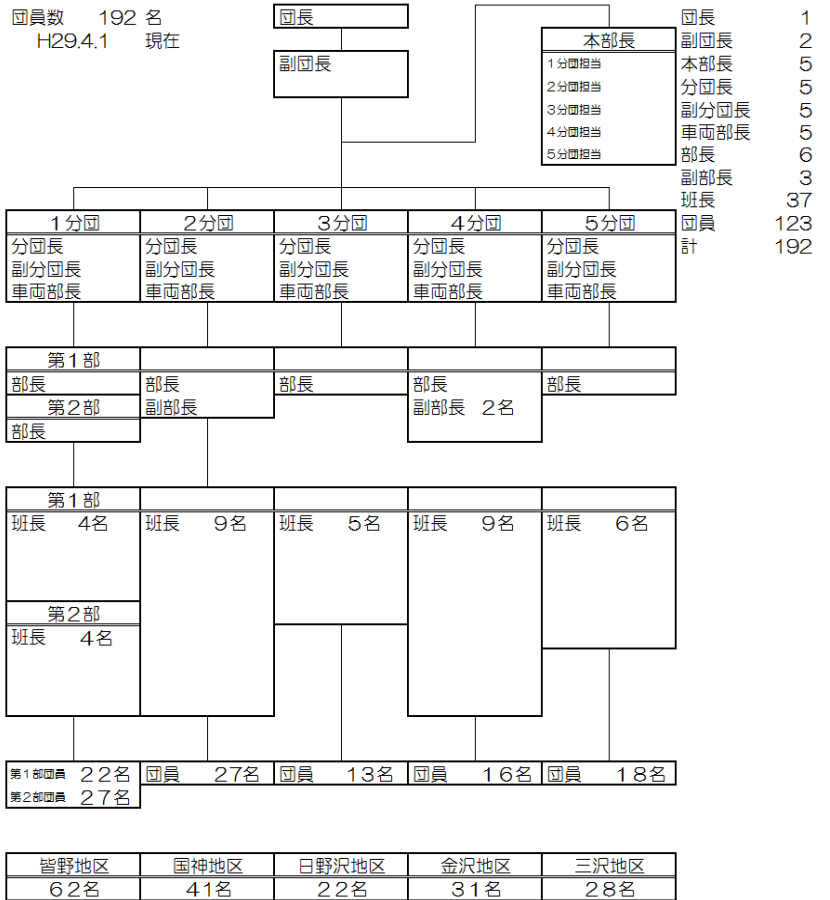 団員数 192 名
H29.4.1 現在
団長
副団長
本部長
1分団担当
2分団担当
3分団担当
4分団担当
5分団担当
団長 1
副団長 2
本部長 5
分団長 5
副分団長 5
車両部長 5
部長 6
副部長 3
班長 37
団員 123
計 192
1分団 2分団 3分団 4分団 5分団
分団長 分団長 分団長 分団長 分団長
副分団長 副分団長 副分団長 副分団長 副分団長
車両部長 車両部長 車両部長 車両部長 車両部長
第1部
部長 部長 部長 部長 部長
第2部 副部長 副部長 2名
部長
第1部
班長 4名 班長 9名 班長 5名 班長 9名 班長 6名
第2部
班長 4名
第1部団員 22名 団員 27名 団員 13名 団員 16名 団員 18名
第2部団員 27名
皆野地区 国神地区 日野沢地区 金沢地区 三沢地区
62名 41名 22名 31名 28名